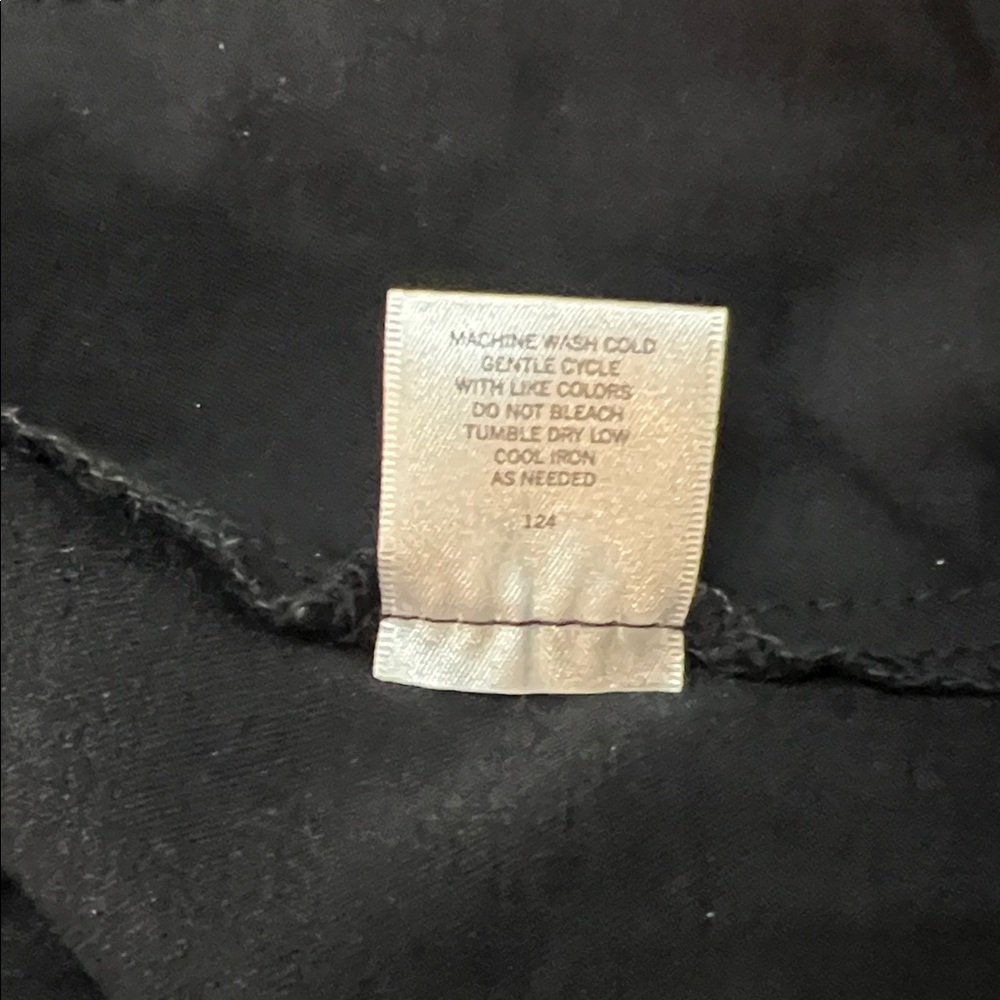 MACHINE WASH COLD
GENTLE CYCLE
WITH LIKE COLORS
DO NOT BLEACH
TUMBLE DRY LOW
COOL IRON
AS NEEDED
124